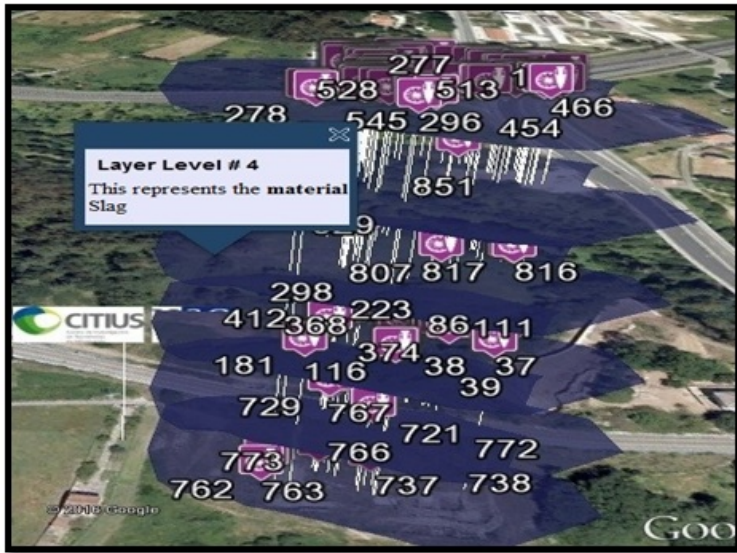 277
528 513 1
278 545 296 454 466
Layer Level # 4
This represents the material
Slag
851
807 817 816
298
412 368 223 86 111
374
181 116 38 37
39
729 767
721
773 766 772
762 763 737 738
CITIUS
© 2016 Google
Goo